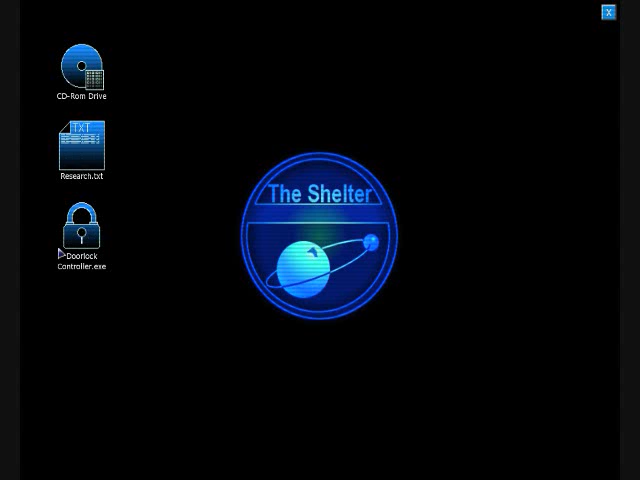 X
CD-Rom Drive
TXT
Research.txt
The Shelter
Doorlock
Controller.exe